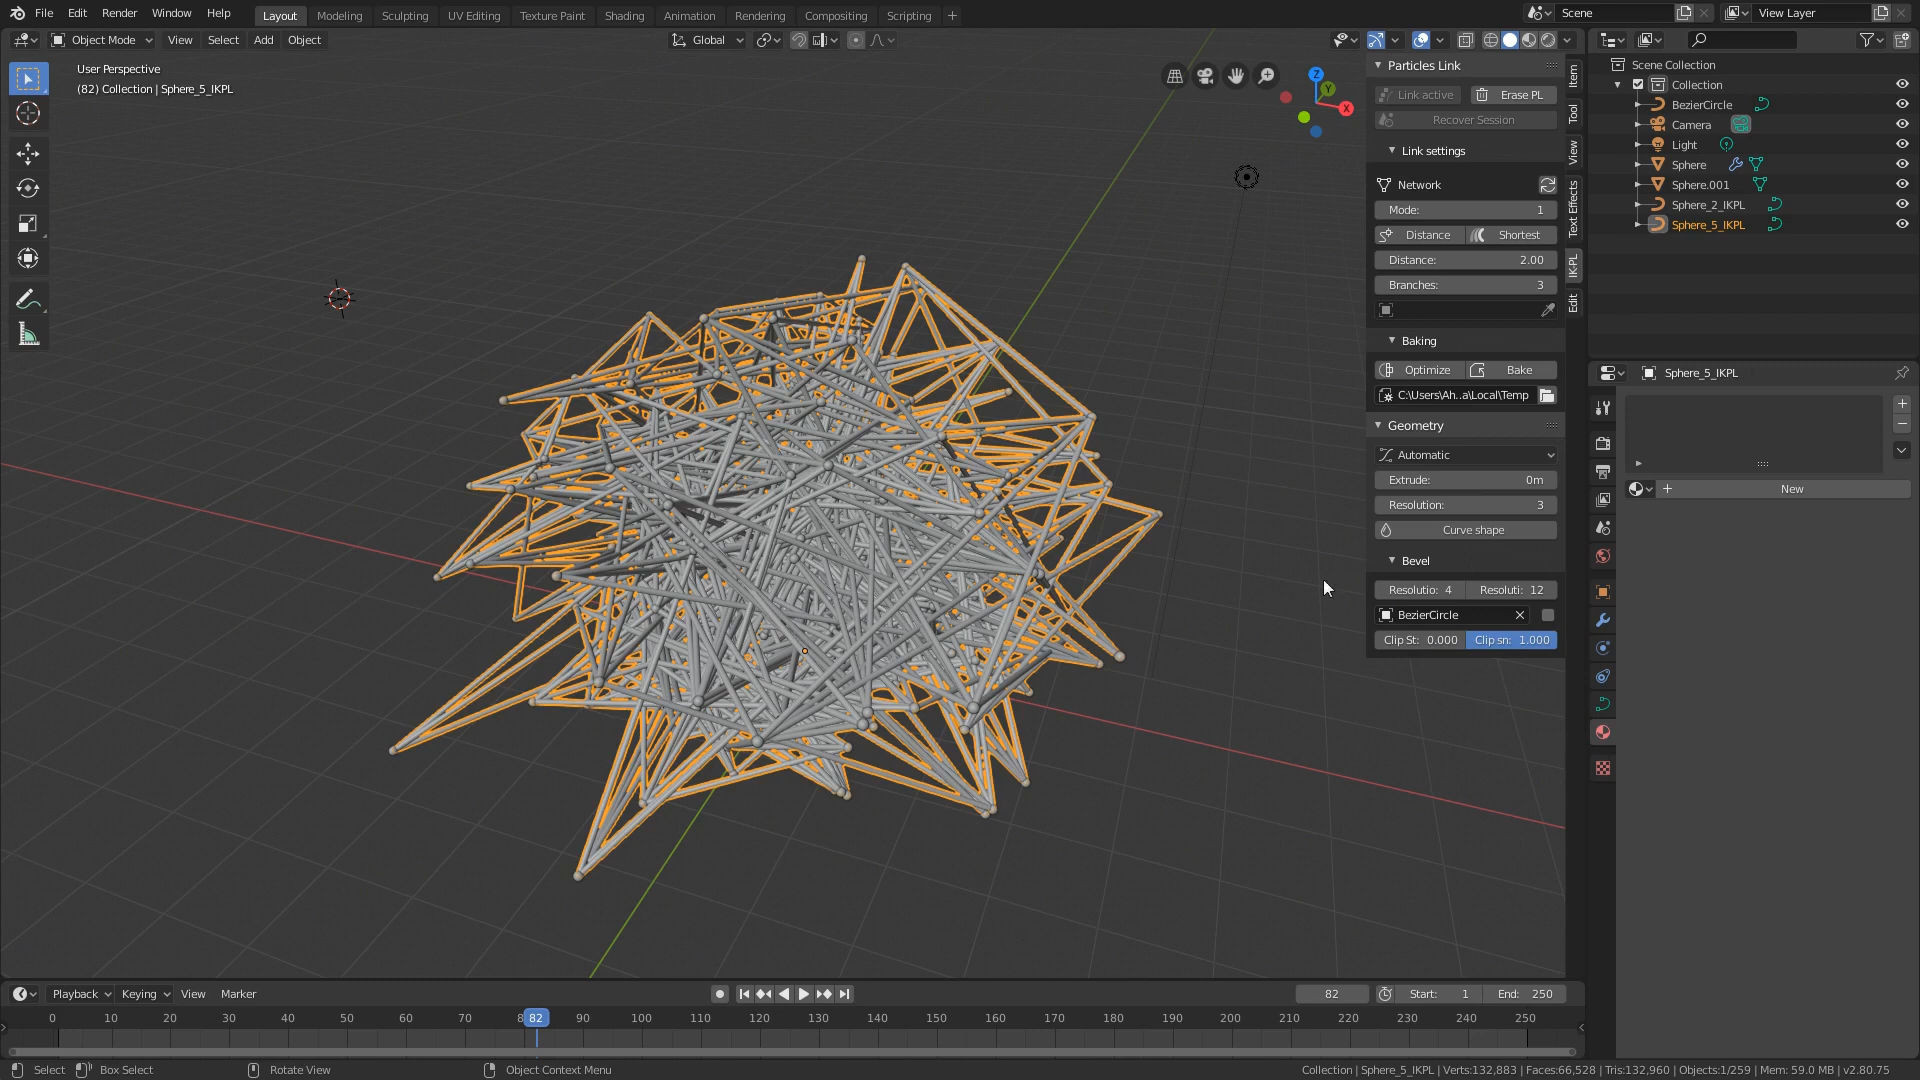 File Edit Render Window Help Layout Modeling Sculpting UV Editing Texture Paint Shading Animation Rendering Compositing Scripting + Scene View Layer
Object Mode View Select Add Object Global
User Perspective
(82) Collection | Sphere_5_IKPL
Z
Y
X
Particles Link
Link active Erase PL
Recover Session
Link settings
Network
Mode: 1
Distance Shortest
Distance: 2.00
Branches: 3
Baking
Optimize Bake
C:\Users\Ah..a\Local\Temp
Geometry
Automatic
Extrude: 0m
Resolution: 3
Curve shape
Bevel
Resolutio: 4 Resoluti: 12
BezierCircle
Clip St: 0.000 Clip sn: 1.000
Item
Tool
View
Text Effects
IK-PL
Edit
Scene Collection
Collection
BezierCircle
Camera
Light
Sphere
Sphere.001
Sphere_2_IKPL
Sphere_5_IKPL
Sphere_5_IKPL
+ New
Playback Keying View Marker 82 Start: 1 End: 250
0 10 20 30 40 50 60 70 8 82 90 100 110 120 130 140 150 160 170 180 190 200 210 220 230 240 250
Select Box Select Rotate View Object Context Menu Collection | Sphere_5_IKPL | Verts:132,883 | Faces:66,528 | Tris:132,960 | Objects:1/259 | Mem: 59.0 MB | v2.80.75